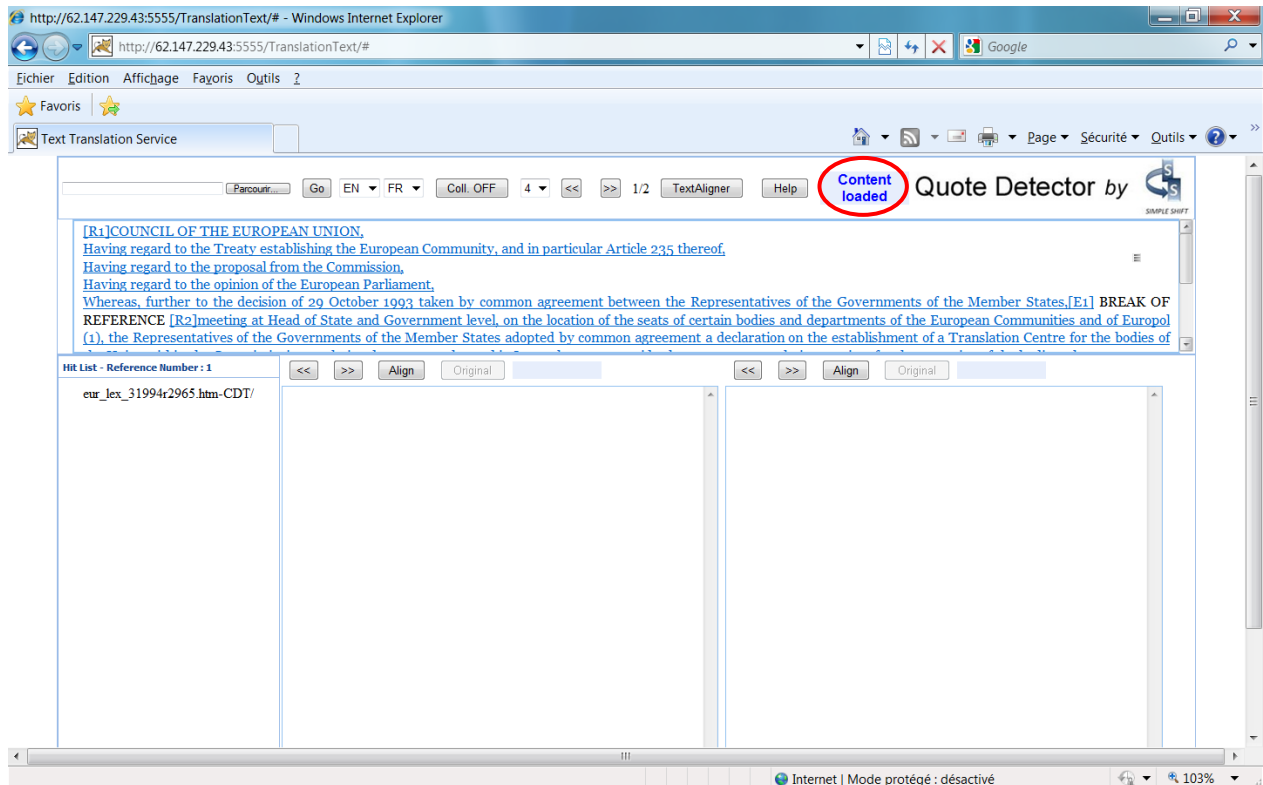 http://62.147.229.43:5555/TranslationText/# - Windows Internet Explorer
http://62.147.229.43:5555/TranslationText/#
Google
Fichier Edition Affichage Favoris Outils ?
Favoris
Text Translation Service
Page Sécurité Outils
Parcourir... Go EN FR Coll. OFF 4 << >> 1/2 TextAligner Help Content loaded Quote Detector by
S
S
SIMPLE SHIFT
[R1]COUNCIL OF THE EUROPEAN UNION,
Having regard to the Treaty establishing the European Community, and in particular Article 235 thereof,
Having regard to the proposal from the Commission,
Having regard to the opinion of the European Parliament,
Whereas, further to the decision of 29 October 1993 taken by common agreement between the Representatives of the Governments of the Member States,[E1] BREAK OF
REFERENCE [R2]meeting at Head of State and Government level, on the location of the seats of certain bodies and departments of the European Communities and of Europol
(1), the Representatives of the Governments of the Member States adopted by common agreement a declaration on the establishment of a Translation Centre for the bodies of
Hit List - Reference Number : 1
<< >> Align Original
<< >> Align Original
eur_lex_31994r2965.htm-CDT/
Internet | Mode protégé : désactivé
103%